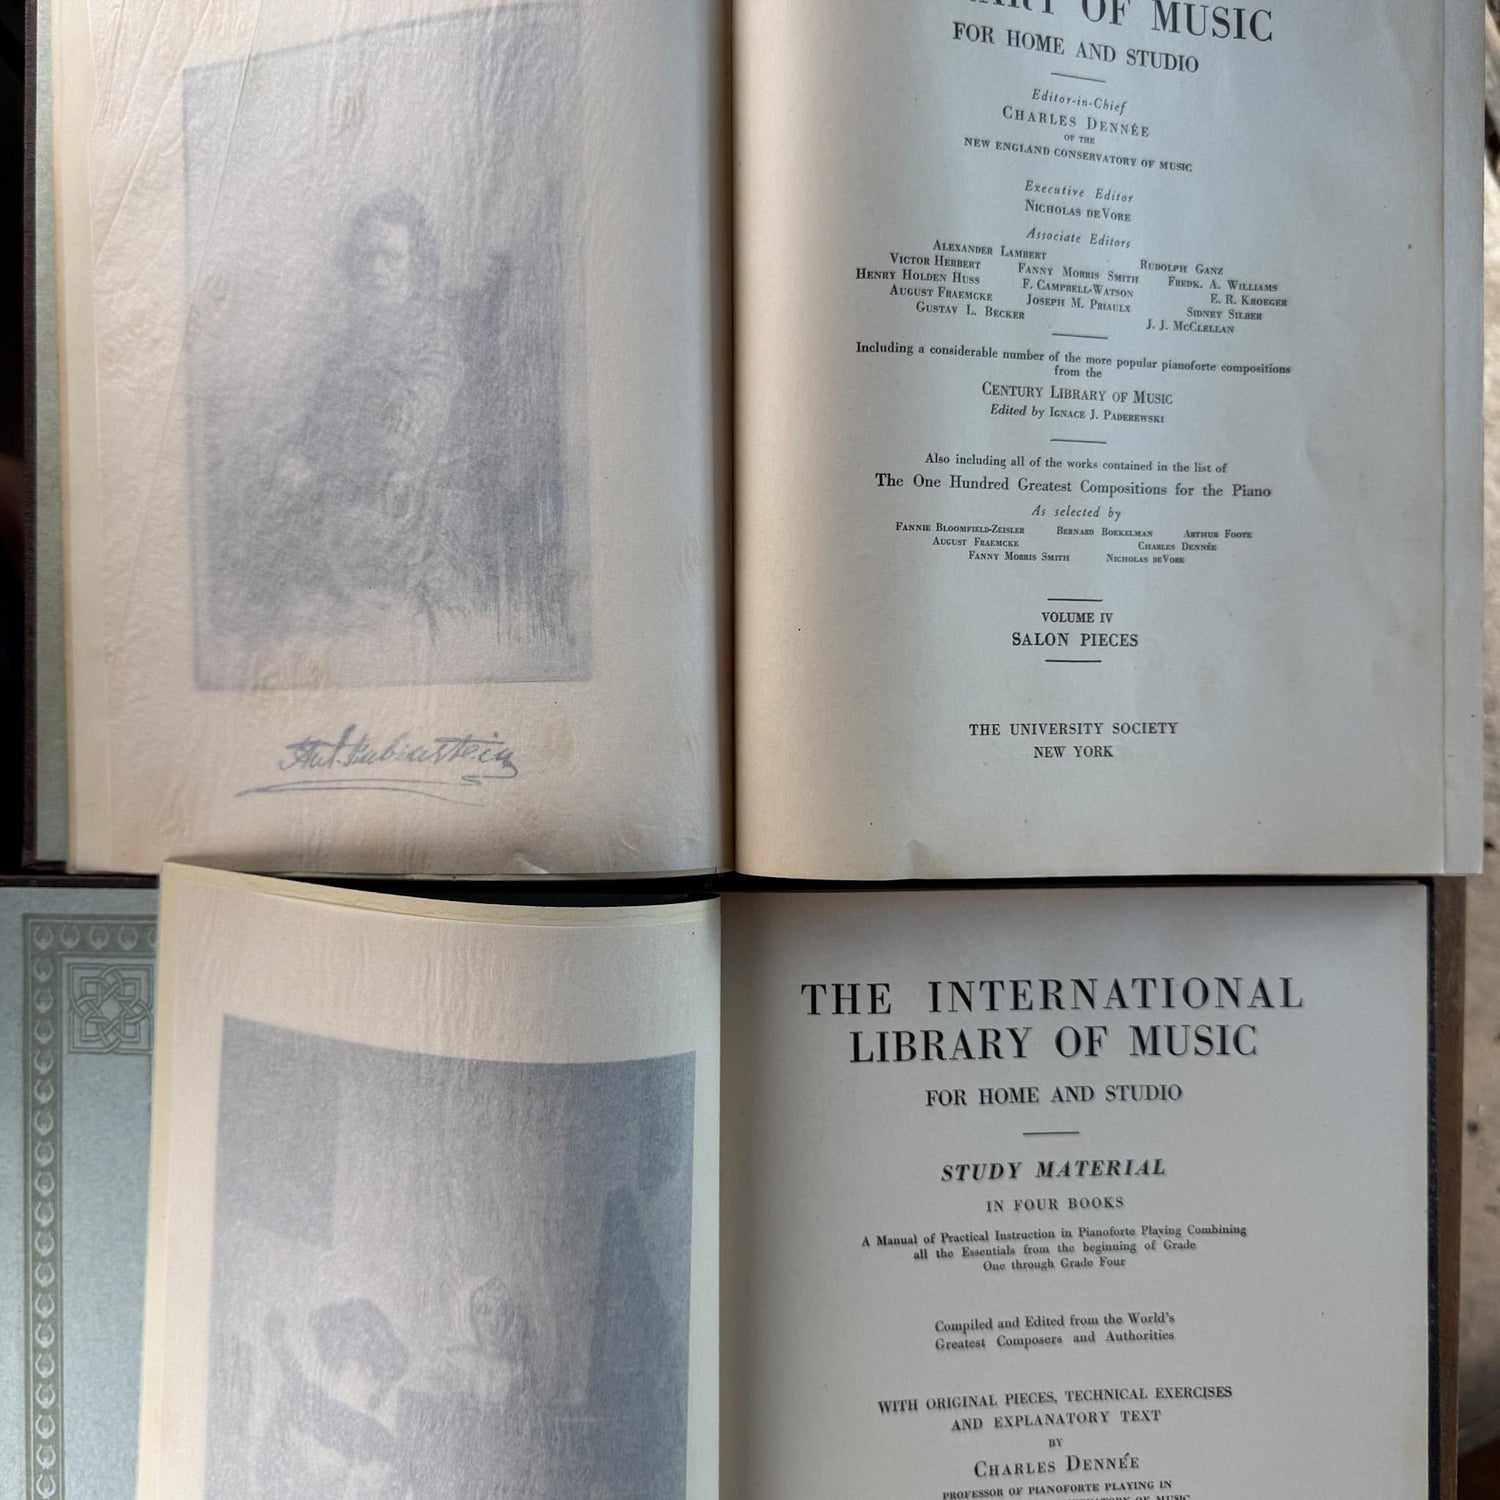 Ant. Rubinstein
OF MUSIC
FOR HOME AND STUDIO
Editor-in-Chief
CHARLES DENNÉE
OF THE
NEW ENGLAND CONSERVATORY OF MUSIC
Executive Editor
NICHOLAS DEVORE
Associate Editors
ALEXANDER LAMBERT RUDOLPH GANZ
VICTOR HERBERT FANNY MORRIS SMITH FREDK. A. WILLIAMS
HENRY HOLDEN HUSS F. CAMPBELL-WATSON E. R. KROEGER
AUGUST FRAEMCKE JOSEPH M. PRIAULX SIDNEY SILBER
GUSTAV L. BECKER J. J. MCCLELLAN
Including a considerable number of the more popular pianoforte compositions
from the
CENTURY LIBRARY OF MUSIC
Edited by IGNACE J. PADEREWSKI
Also including all of the works contained in the list of
The One Hundred Greatest Compositions for the Piano
As selected by
FANNIE BLOOMFIELD-ZEISLER BERNARD BOEKELMAN ARTHUR FOOTE
AUGUST FRAEMCKE CHARLES DENNÉE
FANNY MORRIS SMITH NICHOLAS DEVORE
VOLUME IV
SALON PIECES
THE UNIVERSITY SOCIETY
NEW YORK
THE INTERNATIONAL
LIBRARY OF MUSIC
FOR HOME AND STUDIO
STUDY MATERIAL
IN FOUR BOOKS
A Manual of Practical Instruction in Pianoforte Playing Combining
all the Essentials from the beginning of Grade
One through Grade Four
Compiled and Edited from the World's
Greatest Composers and Authorities
WITH ORIGINAL PIECES, TECHNICAL EXERCISES
AND EXPLANATORY TEXT
BY
CHARLES DENNÉE
PROFESSOR OF PIANOFORTE PLAYING IN
OF MUSIC